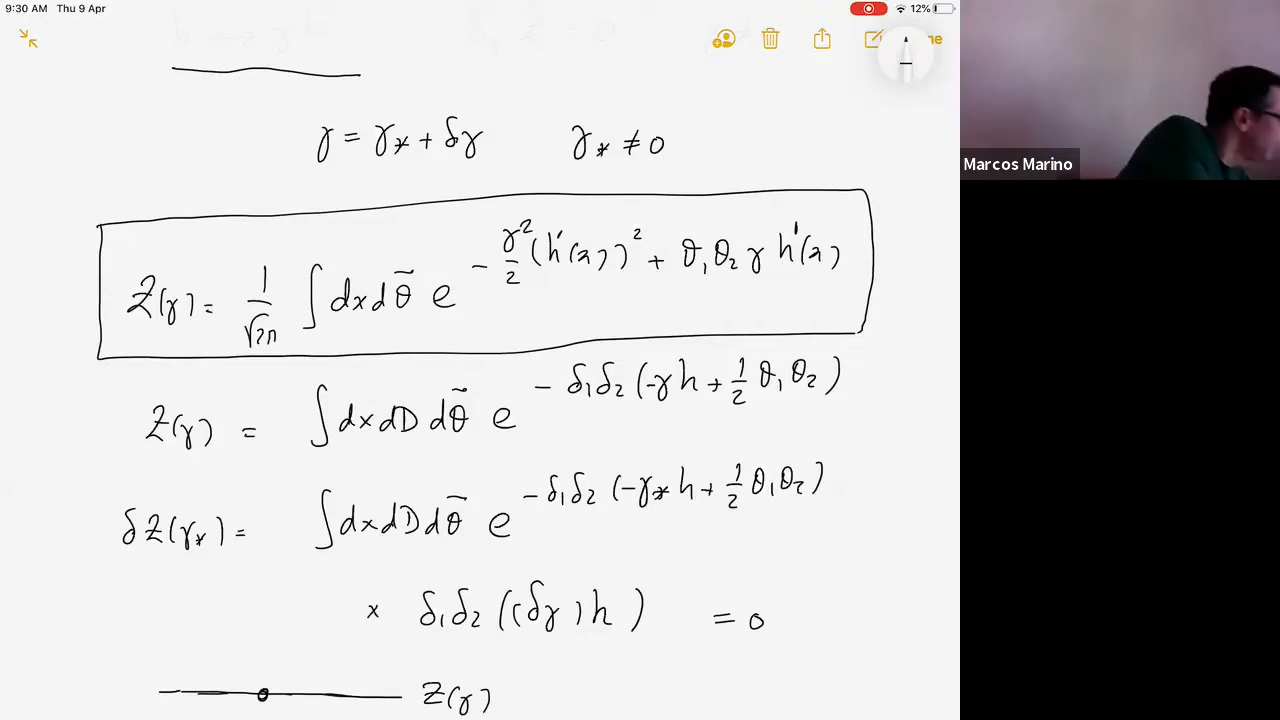 9:30 AM Thu 9 Apr 12%
γ = γ* + δγ γ* ≠ 0
Z(γ) = 1/√2π ∫ dx dθ̃ e^{- γ²/2 (h'(x))² + θ₁θ₂ γ h'(x)}
Z(γ) = ∫ dx dD dθ̃ e^{- δ₁δ₂ (-γh + 1/2 θ₁θ₂)}
δZ(γ*) = ∫ dx dD dθ̃ e^{- δ₁δ₂ (-γ* h + 1/2 θ₁θ₂)}
× δ₁δ₂ ((δγ) h) = 0
Z(γ)
Marcos Marino